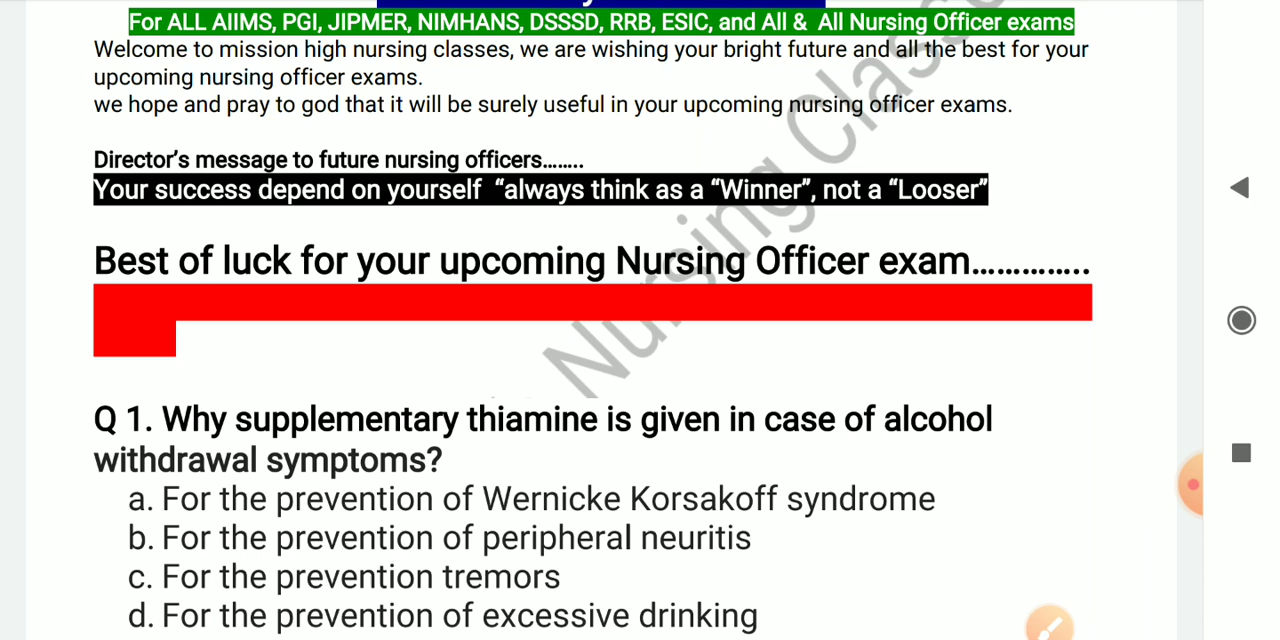 For ALL AIIMS, PGI, JIPMER, NIMHANS, DSSSD, RRB, ESIC, and All & All Nursing Officer exams
Welcome to mission high nursing classes, we are wishing your bright future and all the best for your
upcoming nursing officer exams.
we hope and pray to god that it will be surely useful in your upcoming nursing officer exams.
Director's message to future nursing officers........
Your success depend on yourself “always think as a “Winner”, not a “Looser”
Best of luck for your upcoming Nursing Officer exam..............
Nursing Classes
Q 1. Why supplementary thiamine is given in case of alcohol
withdrawal symptoms?
a. For the prevention of Wernicke Korsakoff syndrome
b. For the prevention of peripheral neuritis
c. For the prevention tremors
d. For the prevention of excessive drinking